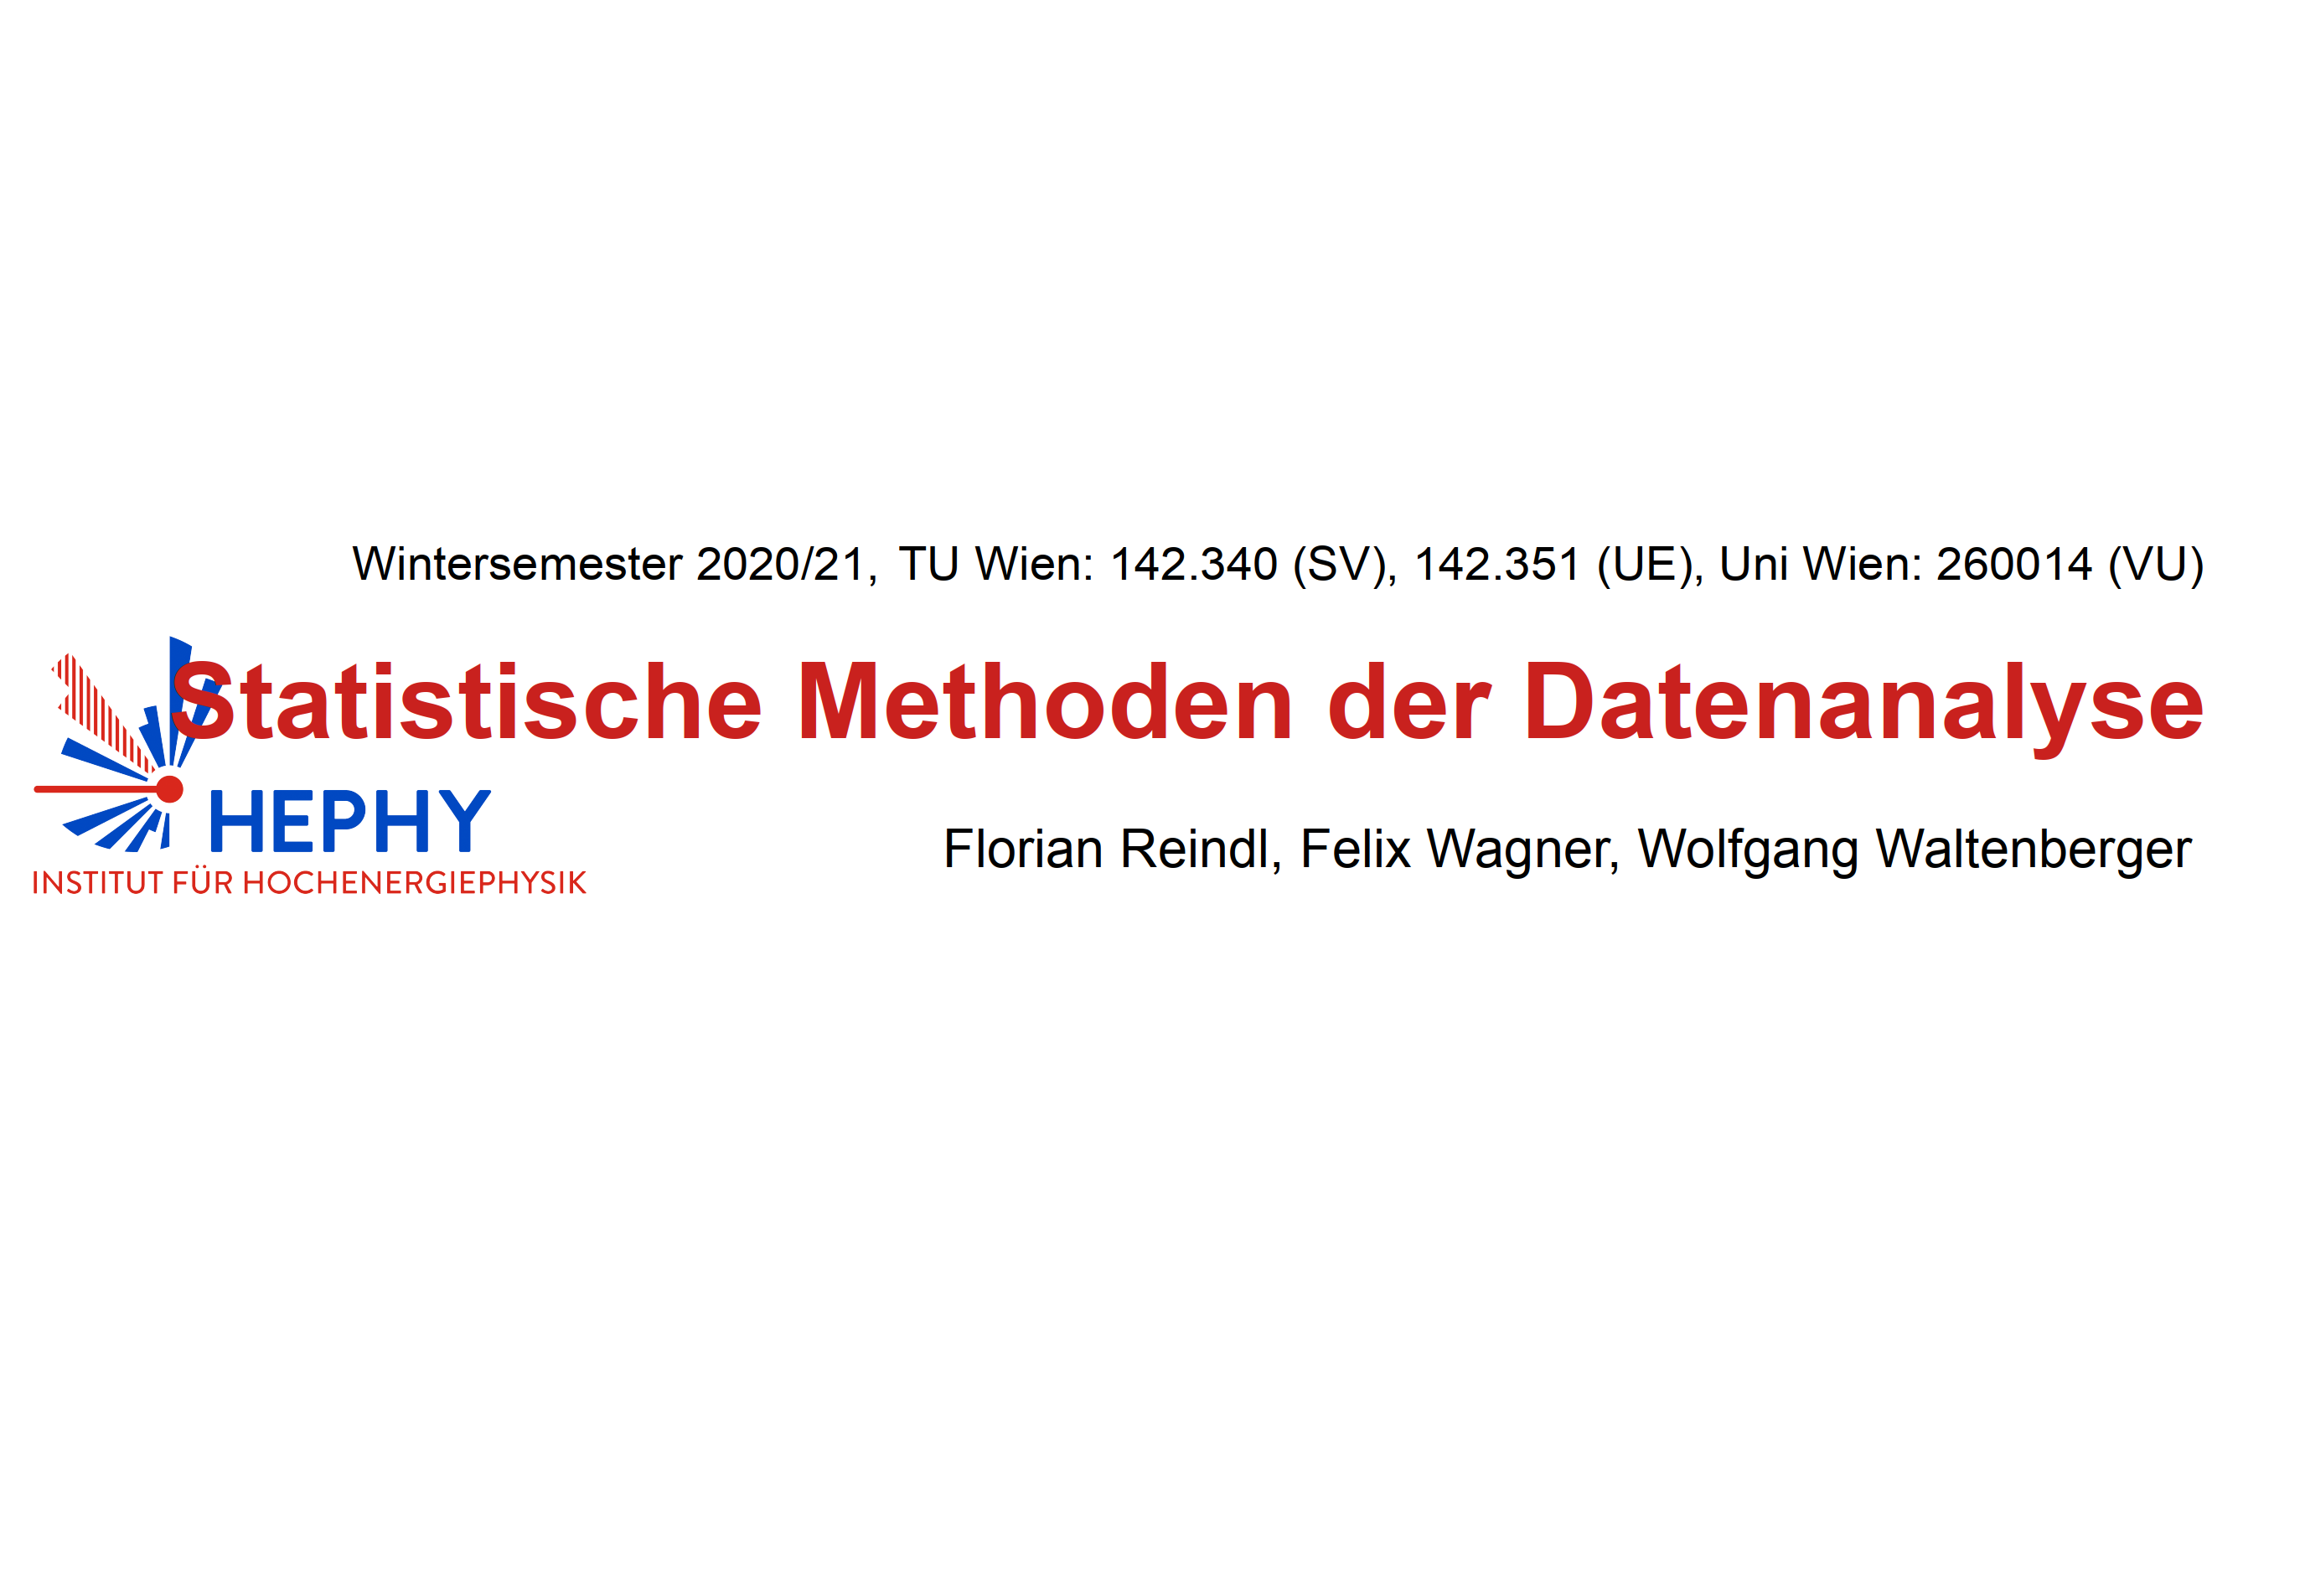 Wintersemester 2020/21, TU Wien: 142.340 (SV), 142.351 (UE), Uni Wien: 260014 (VU)
Statistische Methoden der Datenanalyse
HEPHY
INSTITUT FÜR HOCHENERGIEPHYSIK
Florian Reindl, Felix Wagner, Wolfgang Waltenberger